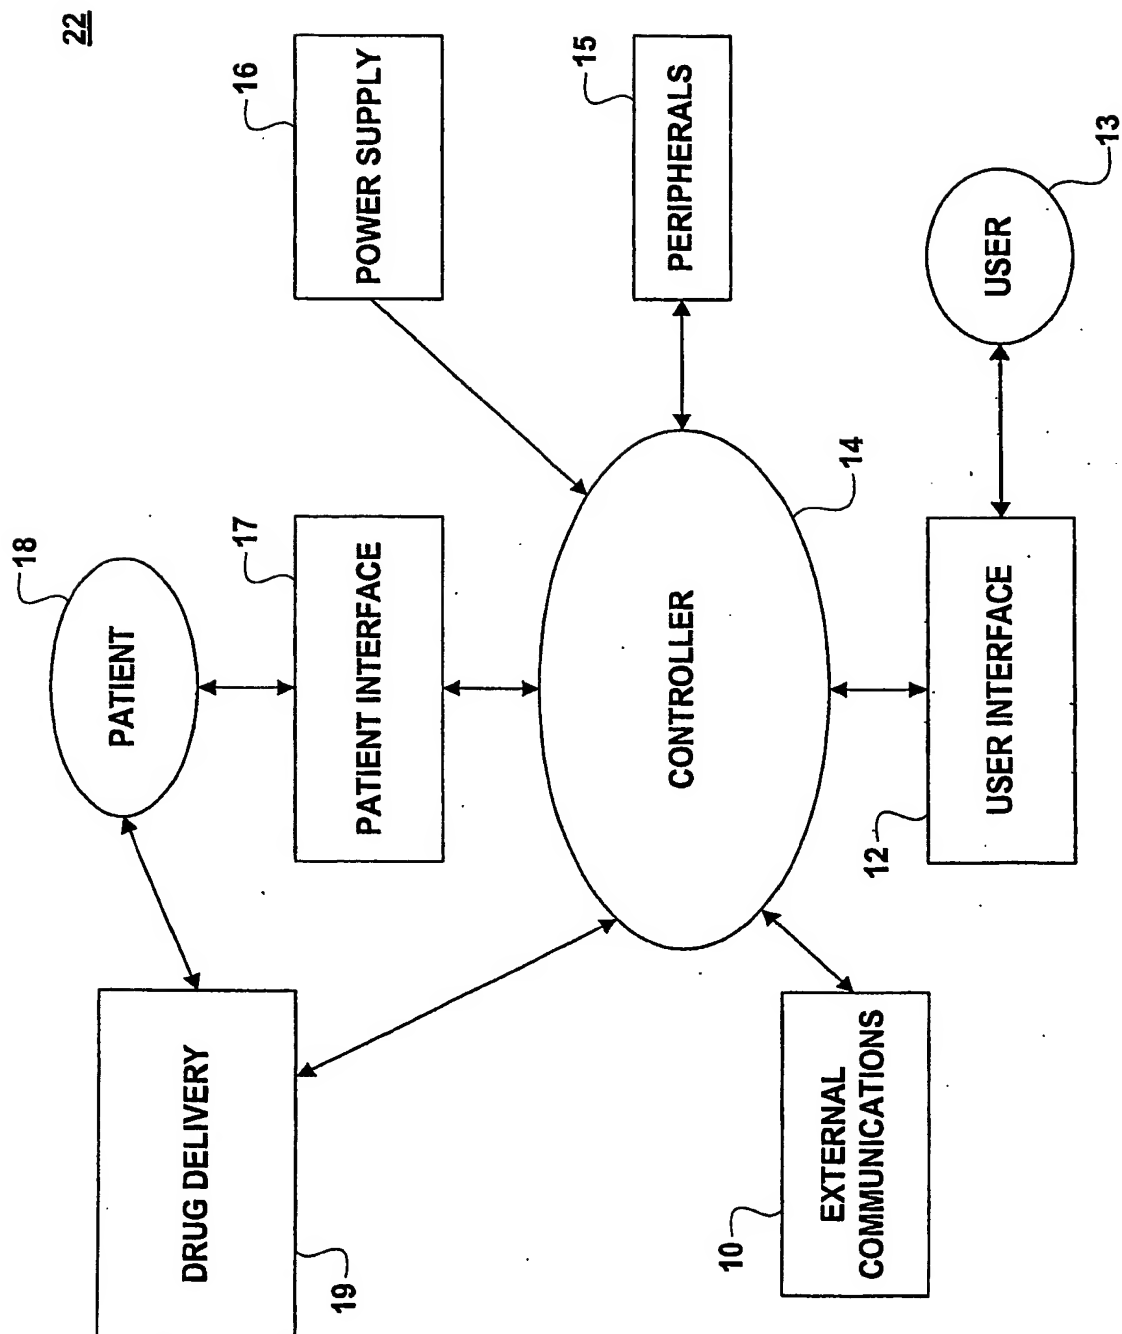 22
DRUG DELIVERY
19
PATIENT
18
PATIENT INTERFACE
17
POWER SUPPLY
16
PERIPHERALS
15
CONTROLLER
14
EXTERNAL
COMMUNICATIONS
10
USER INTERFACE
12
USER
13